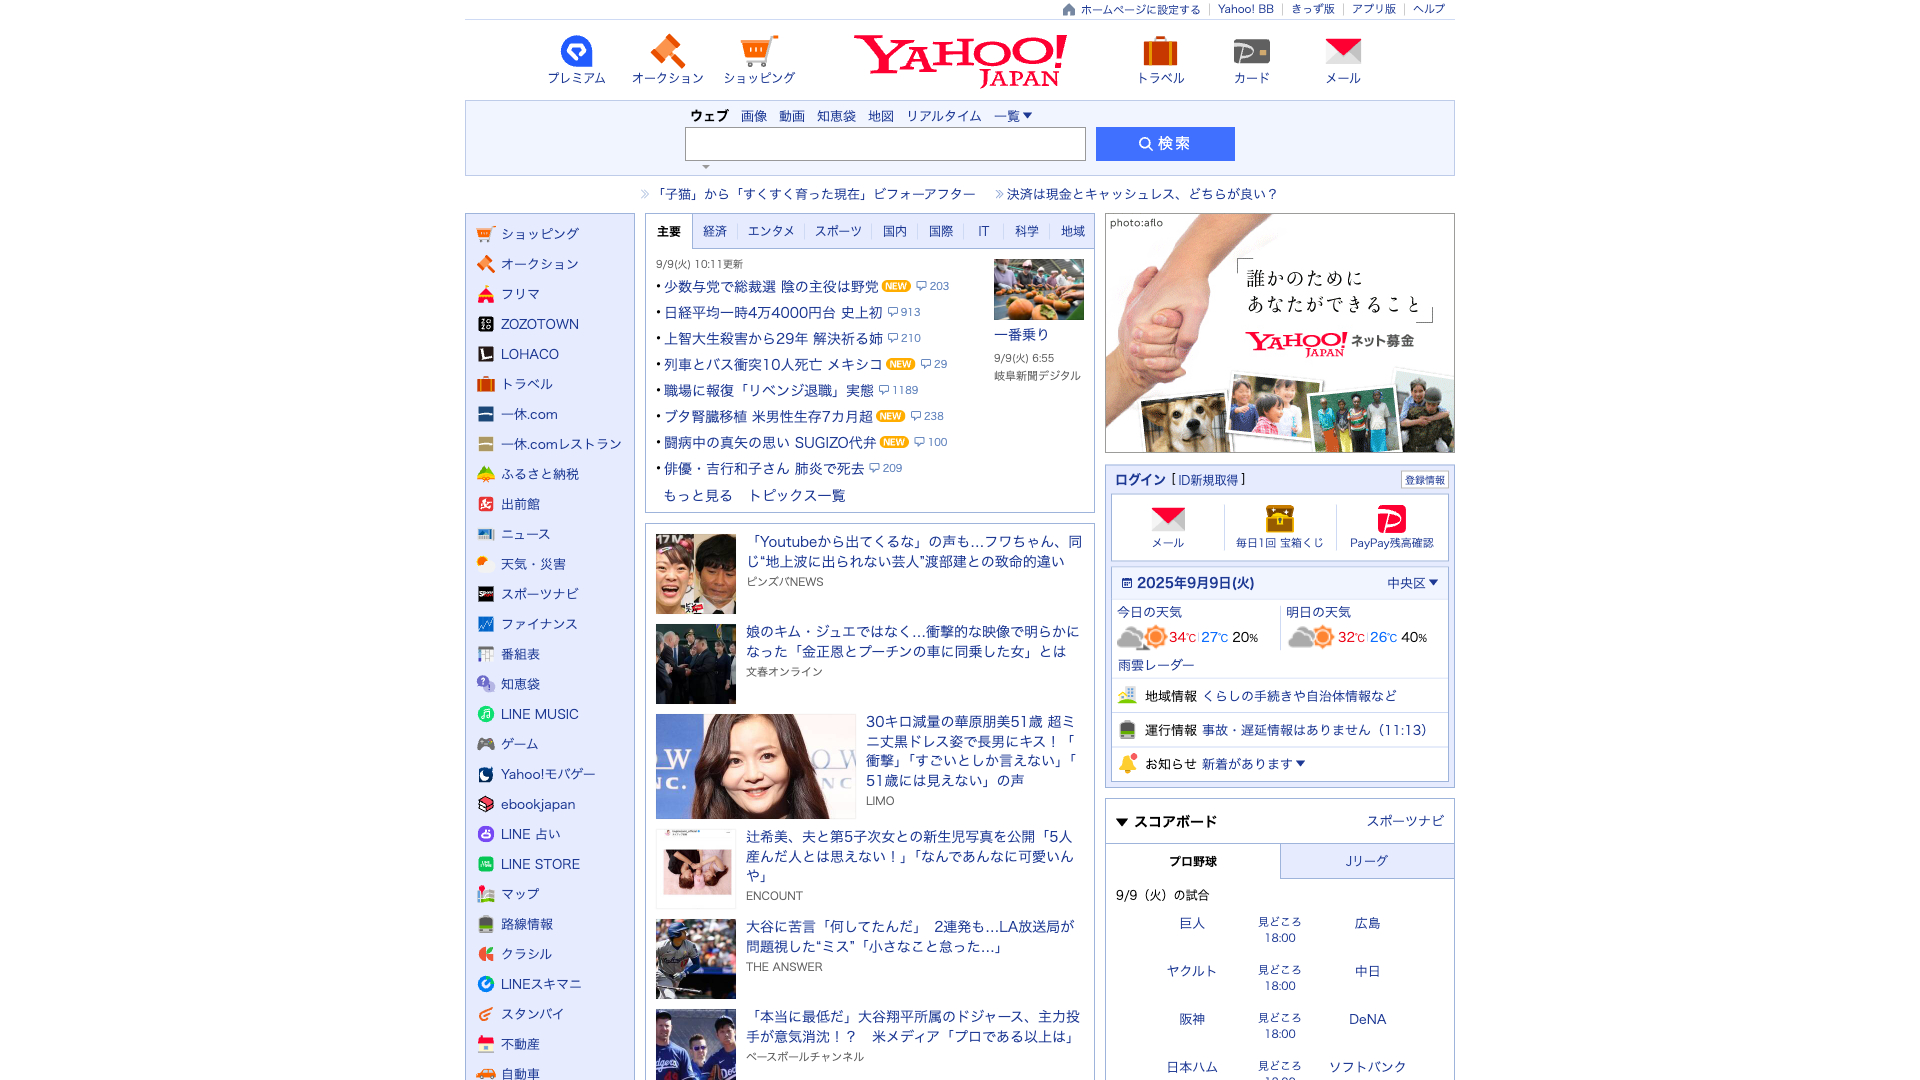 ホームページに設定する
Yahoo! BB
きっず版
アプリ版
ヘルプ
プレミアム
オークション
ショッピング
YAHOO!
JAPAN
トラベル
カード
メール
ウェブ 画像 動画 知恵袋 地図 リアルタイム 一覧
検索
「子猫」から「すくすく育った現在」ビフォーアフター
決済は現金とキャッシュレス、どちらが良い？
ショッピング
オークション
フリマ
ZOZOTOWN
LOHACO
トラベル
一休.com
一休.comレストラン
ふるさと納税
出前館
ニュース
天気・災害
スポーツナビ
ファイナンス
番組表
知恵袋
LINE MUSIC
ゲーム
Yahoo!モバゲー
ebookjapan
LINE 占い
LINE STORE
マップ
路線情報
クラシル
LINEスキマニ
スタンバイ
不動産
自動車
主要 経済 エンタメ スポーツ 国内 国際 IT 科学 地域
9/9(火) 10:11更新
少数与党で総裁選 陰の主役は野党 NEW 203
日経平均一時4万4000円台 史上初 913
上智大生殺害から29年 解決祈る姉 210
列車とバス衝突10人死亡 メキシコ NEW 29
職場に報復「リベンジ退職」実態 1189
ブタ腎臓移植 米男性生存7カ月超 NEW 238
闘病中の真矢の思い SUGIZO代弁 NEW 100
俳優・吉行和子さん 肺炎で死去 209
もっと見る トピックス一覧
一番乗り
9/9(火) 6:55
岐阜新聞デジタル
「Youtubeから出てくるな」の声も…フワちゃん、同
じ“地上波に出られない芸人”渡部建との致命的違い
ピンズバNEWS
娘のキム・ジュエではなく…衝撃的な映像で明らかに
なった「金正恩とプーチンの車に同乗した女」とは
文春オンライン
30キロ減量の華原朋美51歳 超ミ
ニ丈黒ドレス姿で長男にキス！「
衝撃」「すごいとしか言えない」「
51歳には見えない」の声
LIMO
辻希美、夫と第5子次女との新生児写真を公開「5人
産んだ人とは思えない！」「なんであんなに可愛いん
や」
ENCOUNT
大谷に苦言「何してたんだ」 2連発も…LA放送局が
問題視した“ミス”「小さなこと怠った…」
THE ANSWER
「本当に最低だ」大谷翔平所属のドジャース、主力投
手が意気消沈！？ 米メディア「プロである以上は」
ベースボールチャンネル
photo:aflo
誰かのために
あなたができること
YAHOO! JAPAN ネット募金
ログイン [ ID新規取得 ]
登録情報
メール
毎日1回 宝箱くじ
PayPay残高確認
2025年9月9日(火)
中央区
今日の天気
34℃ 27℃ 20%
明日の天気
32℃ 26℃ 40%
雨雲レーダー
地域情報 くらしの手続きや自治体情報など
運行情報 事故・遅延情報はありません（11:13）
お知らせ 新着があります
スコアボード
スポーツナビ
プロ野球
Jリーグ
9/9（火）の試合
巨人 見どころ 広島
18:00
ヤクルト 見どころ 中日
18:00
阪神 見どころ DeNA
18:00
日本ハム 見どころ ソフトバンク